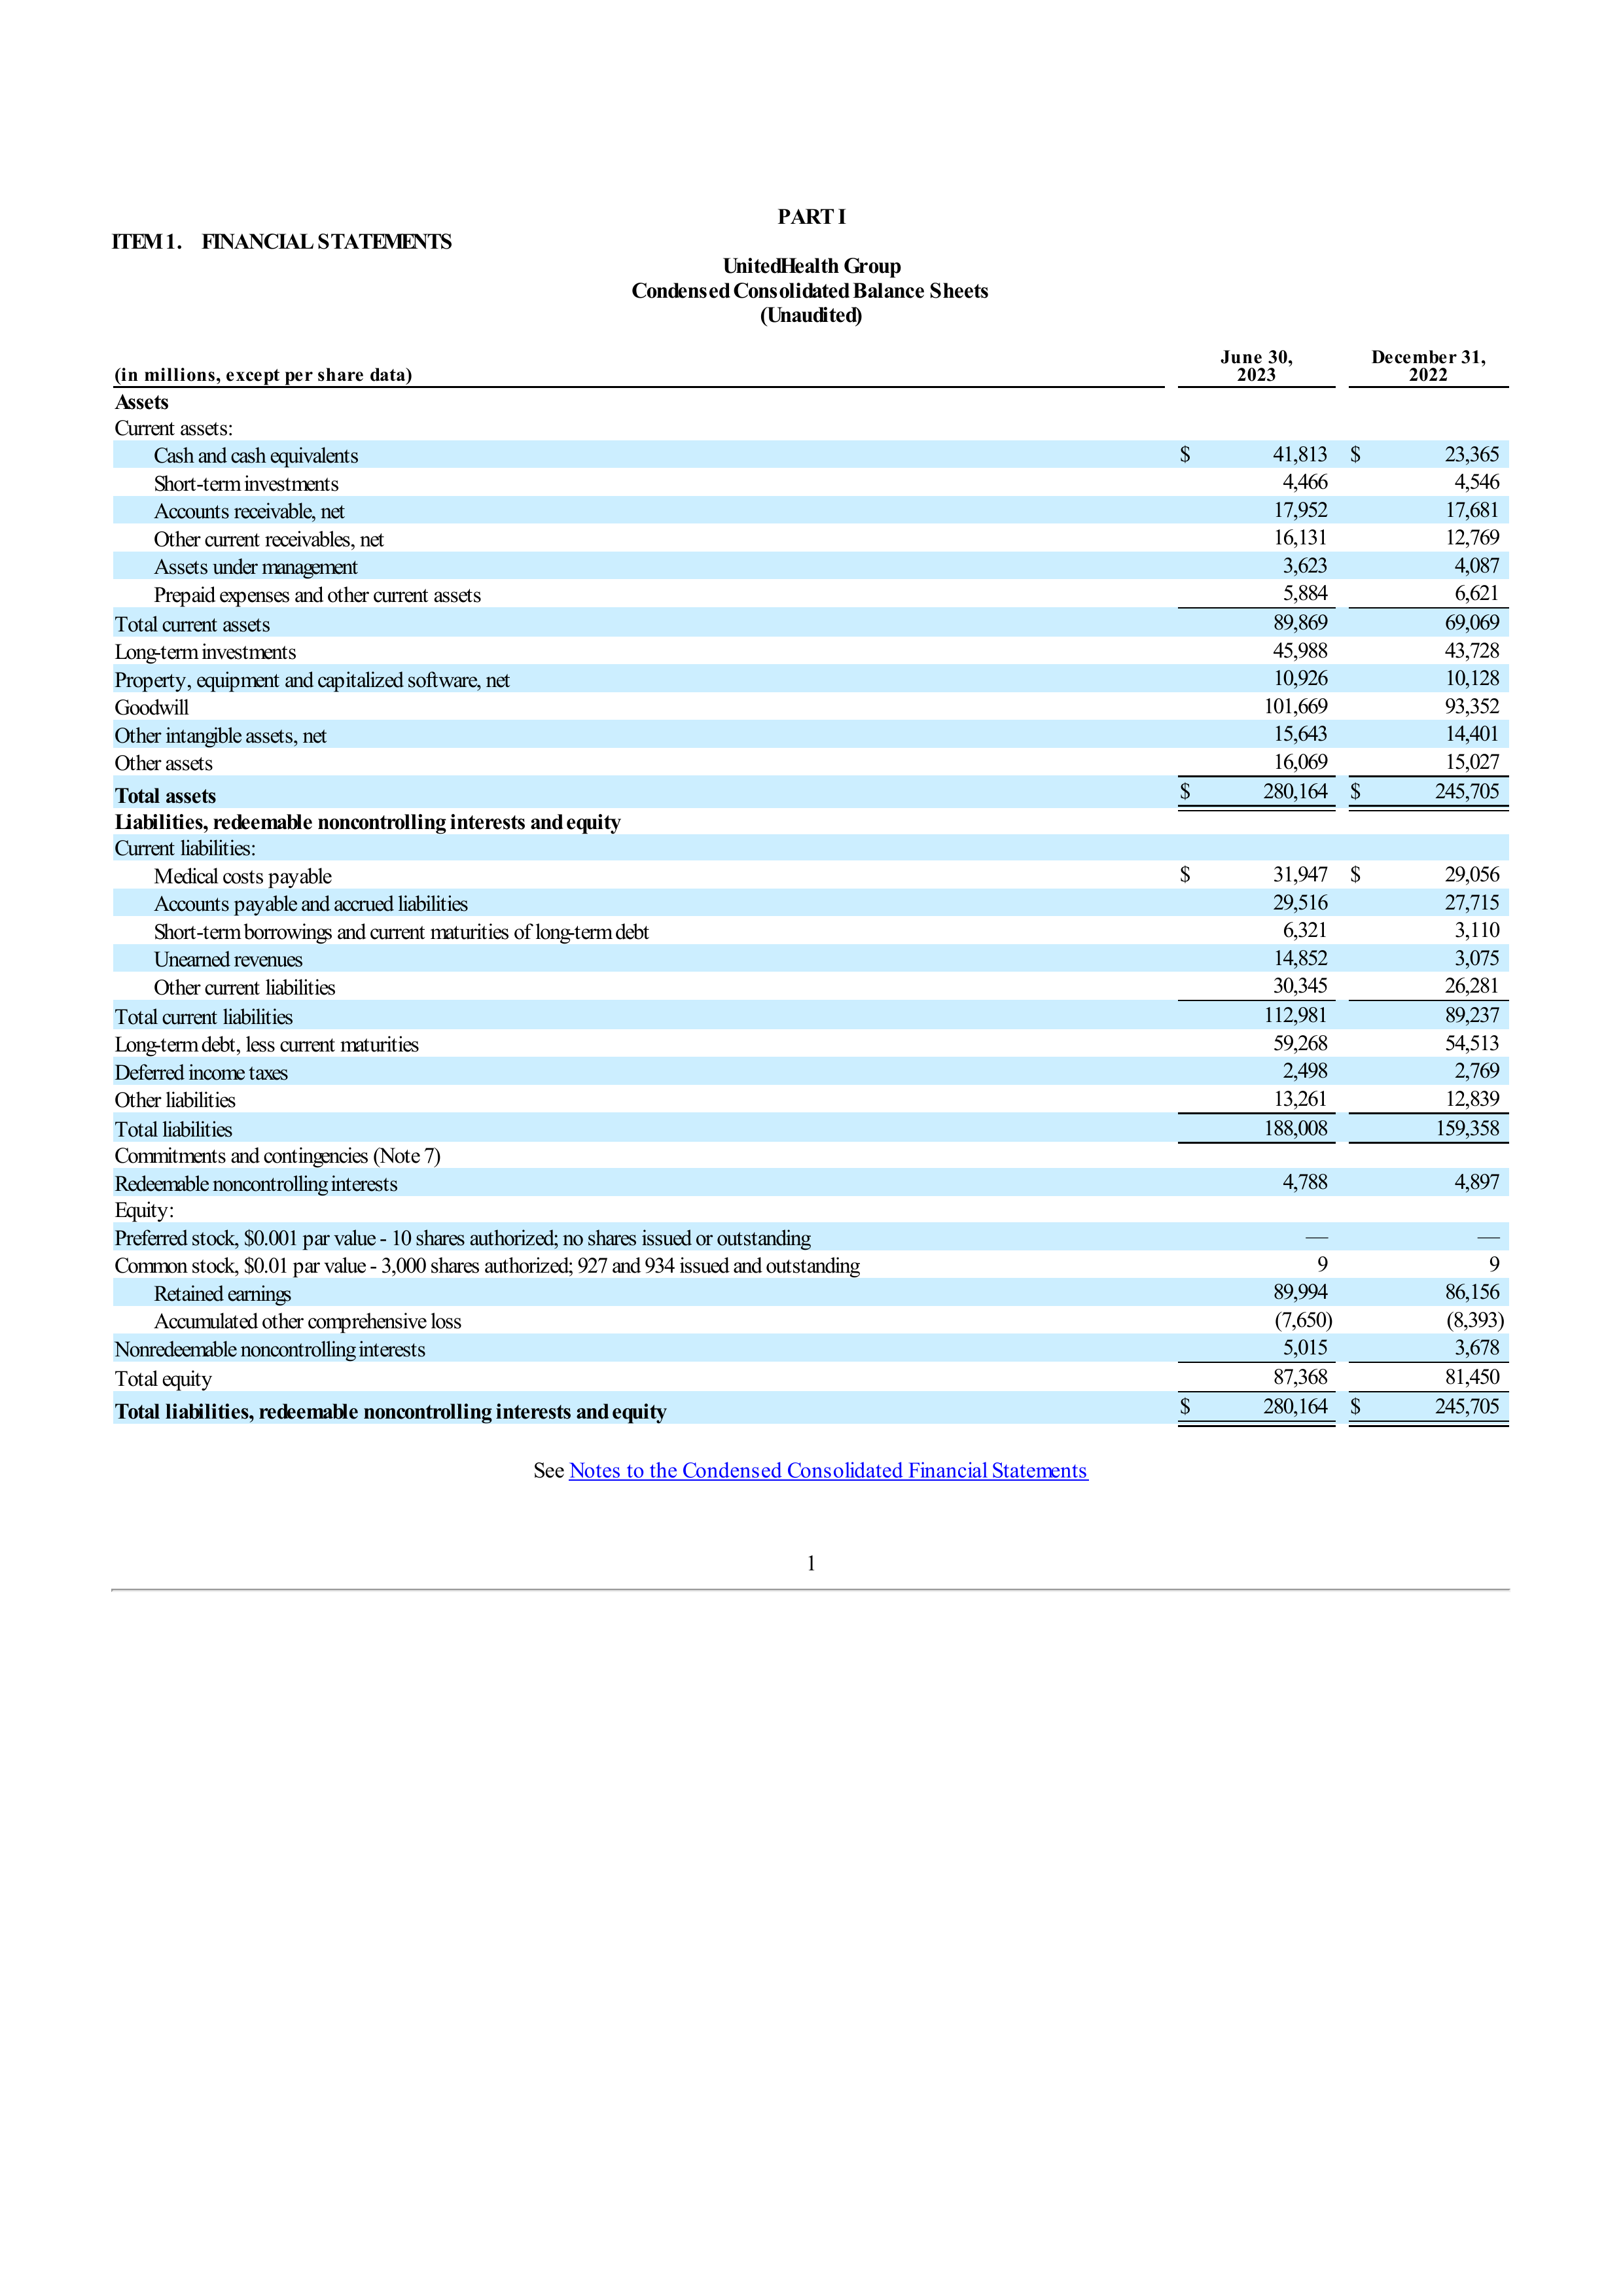 PART I
ITEM 1. FINANCIAL STATEMENTS
UnitedHealth Group
Condensed Consolidated Balance Sheets
(Unaudited)
(in millions, except per share data) June 30, 2023 December 31, 2022
Assets
Current assets:
Cash and cash equivalents $ 41,813 $ 23,365
Short-term investments 4,466 4,546
Accounts receivable, net 17,952 17,681
Other current receivables, net 16,131 12,769
Assets under management 3,623 4,087
Prepaid expenses and other current assets 5,884 6,621
Total current assets 89,869 69,069
Long-term investments 45,988 43,728
Property, equipment and capitalized software, net 10,926 10,128
Goodwill 101,669 93,352
Other intangible assets, net 15,643 14,401
Other assets 16,069 15,027
Total assets $ 280,164 $ 245,705
Liabilities, redeemable noncontrolling interests and equity
Current liabilities:
Medical costs payable $ 31,947 $ 29,056
Accounts payable and accrued liabilities 29,516 27,715
Short-term borrowings and current maturities of long-term debt 6,321 3,110
Unearned revenues 14,852 3,075
Other current liabilities 30,345 26,281
Total current liabilities 112,981 89,237
Long-term debt, less current maturities 59,268 54,513
Deferred income taxes 2,498 2,769
Other liabilities 13,261 12,839
Total liabilities 188,008 159,358
Commitments and contingencies (Note 7)
Redeemable noncontrolling interests 4,788 4,897
Equity:
Preferred stock, $0.001 par value - 10 shares authorized; no shares issued or outstanding — —
Common stock, $0.01 par value - 3,000 shares authorized; 927 and 934 issued and outstanding 9 9
Retained earnings 89,994 86,156
Accumulated other comprehensive loss (7,650) (8,393)
Nonredeemable noncontrolling interests 5,015 3,678
Total equity 87,368 81,450
Total liabilities, redeemable noncontrolling interests and equity $ 280,164 $ 245,705
See Notes to the Condensed Consolidated Financial Statements
1